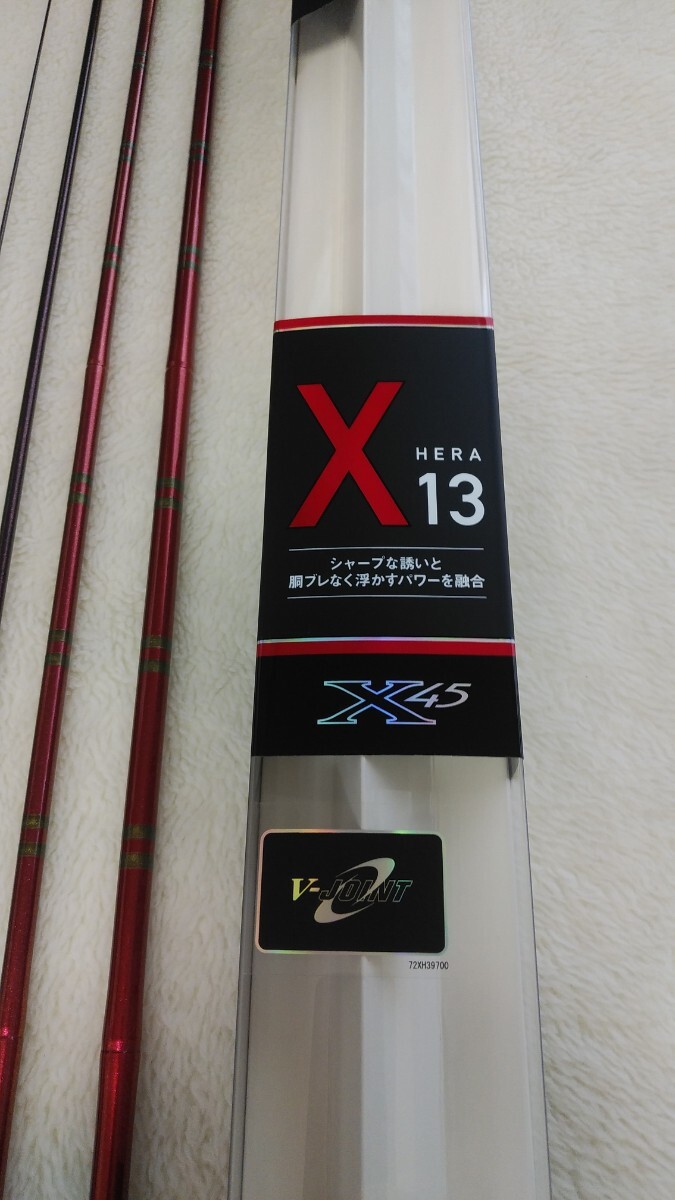 X HERA 13
シャープな誘いと
胴ブレなく浮かすパワーを融合
X45
V-JOINT
72XH39700